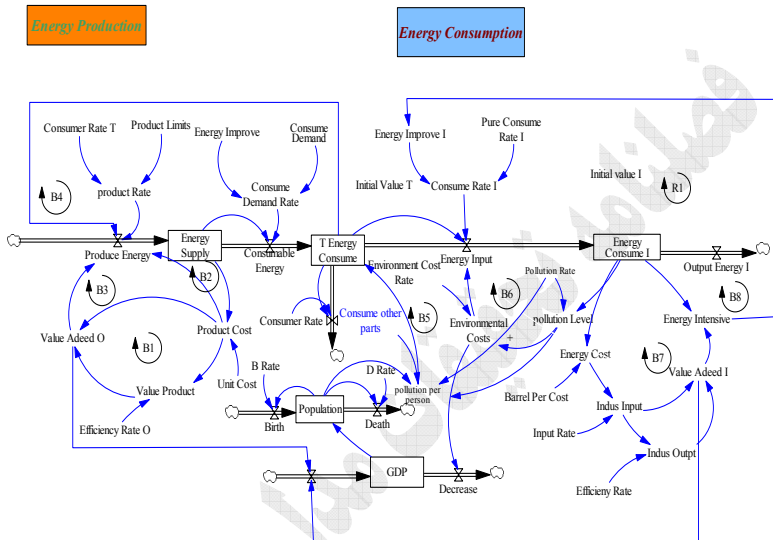 Energy Production
Energy Consumption
Consumer Rate T
Product Limits
Energy Improve
Consume
Demand
Energy Improve I
Pure Consume
Rate I
B4
product Rate
Consume
Demand Rate
Initial Value T
Consume Rate I
Initial value I
R1
Produce Energy
Energy
Supply
Consumable
Energy
T Energy
Consume
Energy Input
Energy
Consume I
Output Energy I
B3
B2
Environment Cost
Rate
Pollution Rate
B6
B8
Value Adeed O
B1
Product Cost
Consumer Rate
Consume other
parts
B5
Environmental
Costs
+
pollution Level
Energy Intensive
Energy Cost
B7
Value Adeed I
Unit Cost
B Rate
D Rate
pollution per
person
Value Product
Barrel Per Cost
Indus Input
Efficiency Rate O
Birth
Population
Death
Input Rate
Indus Outpt
GDP
Decrease
Efficieny Rate